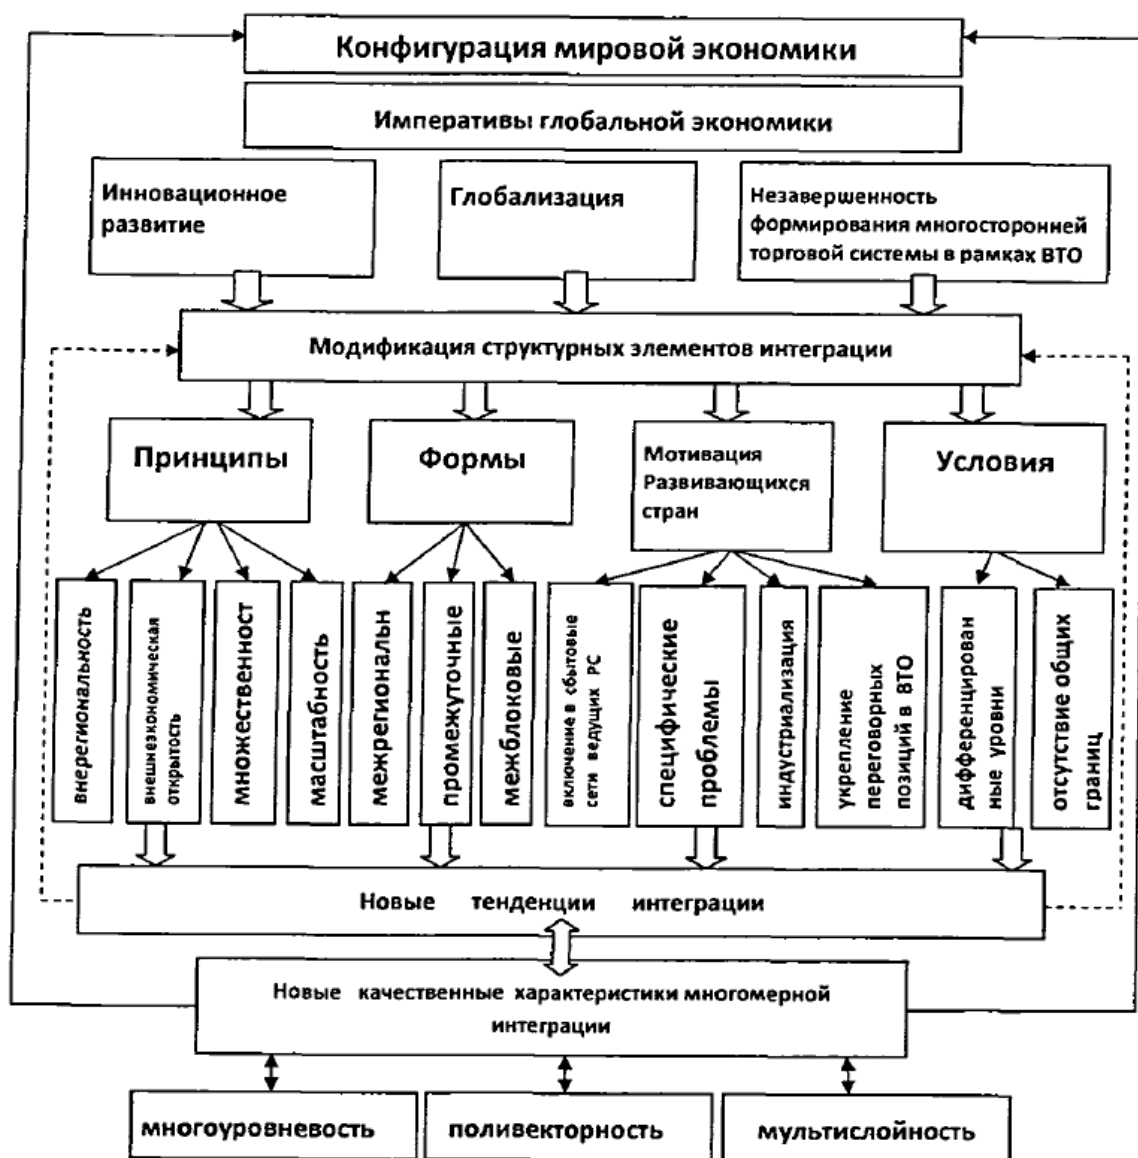 Конфигурация мировой экономики
Императивы глобальной экономики
Инновационное
развитие
Глобализация
Незавершенность
формирования многосторонней
торговой системы в рамках ВТО
Модификация структурных элементов интеграции
Принципы
Формы
Мотивация
Развивающихся
стран
Условия
внерегиональность
внешнеэкономическая
открытость
множественност
масштабность
межрегиональн
промежуточные
межблоковые
включение в сбытовые
сети ведущих РС
специфические
проблемы
индустриализация
укрепление
переговорных
позиций в ВТО
дифференцирован
ные уровни
отсутствие общих
границ
Новые тенденции интеграции
Новые качественные характеристики многомерной
интеграции
многоуровневость
поливекторность
мультислойность